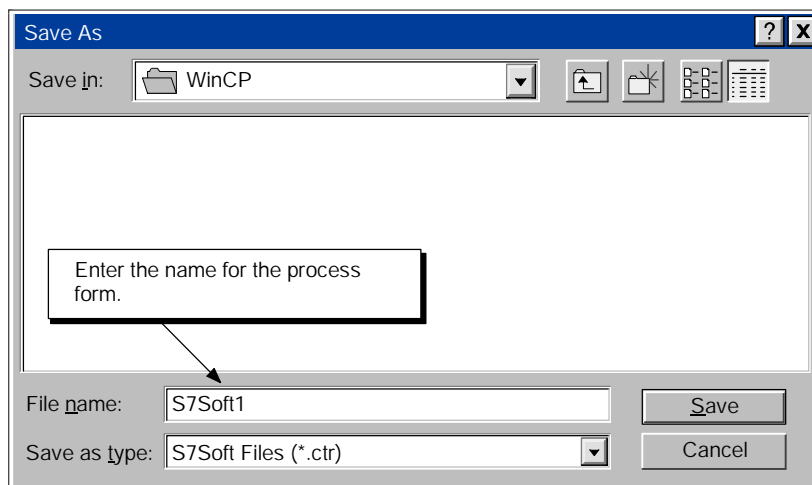 Save As
? X
Save in: WinCP
Enter the name for the process
form.
File name: S7Soft1
Save
Save as type: S7Soft Files (*.ctr)
Cancel